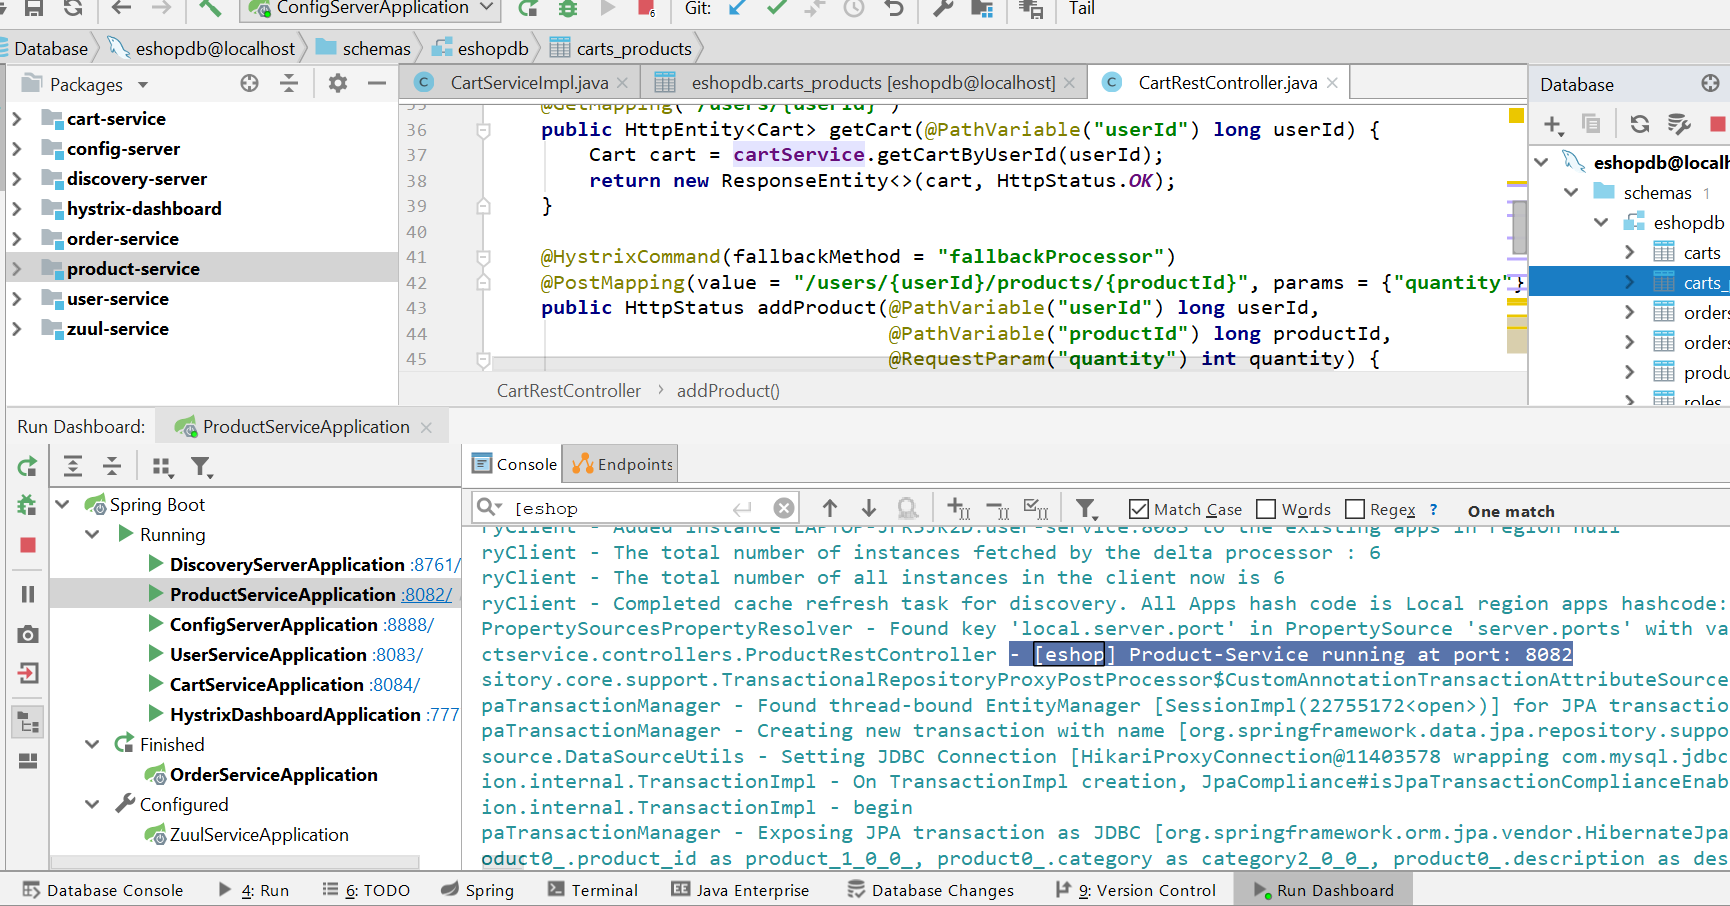 ConfigServerApplication
6
Git:
Tail
Database
eshopdb@localhost
schemas
eshopdb
carts_products
Packages
CartServiceImpl.java
eshopdb.carts_products [eshopdb@localhost]
CartRestController.java
Database
cart-service
config-server
discovery-server
hystrix-dashboard
order-service
product-service
user-service
zuul-service
35 @GetMapping("/users/{userId}")
36 public HttpEntity<Cart> getCart(@PathVariable("userId") long userId) {
37 Cart cart = cartService.getCartByUserId(userId);
38 return new ResponseEntity<>(cart, HttpStatus.OK);
39 }
40
41 @HystrixCommand(fallbackMethod = "fallbackProcessor")
42 @PostMapping(value = "/users/{userId}/products/{productId}", params = {"quantity"}
43 public HttpStatus addProduct(@PathVariable("userId") long userId,
44 @PathVariable("productId") long productId,
45 @RequestParam("quantity") int quantity) {
CartRestController
addProduct()
eshopdb@localh
schemas 1
eshopdb
carts
carts_
orders
orders
produ
roles
Run Dashboard:
ProductServiceApplication
Spring Boot
Running
DiscoveryServerApplication :8761/
ProductServiceApplication :8082/
ConfigServerApplication :8888/
UserServiceApplication :8083/
CartServiceApplication :8084/
HystrixDashboardApplication :777
Finished
OrderServiceApplication
Configured
ZuulServiceApplication
Console
Endpoints
[eshop
Match Case
Words
Regex
?
One match
ryClient - Added instance LAPTOP-JFR5JK2D:user-service:8083 to the existing apps in region null
ryClient - The total number of instances fetched by the delta processor : 6
ryClient - The total number of all instances in the client now is 6
ryClient - Completed cache refresh task for discovery. All Apps hash code is Local region apps hashcode:
PropertySourcesPropertyResolver - Found key 'local.server.port' in PropertySource 'server.ports' with va
ctservice.controllers.ProductRestController - [eshop] Product-Service running at port: 8082
sitory.core.support.TransactionalRepositoryProxyPostProcessor$CustomAnnotationTransactionAttributeSource
paTransactionManager - Found thread-bound EntityManager [SessionImpl(22755172<open>)] for JPA transactio
paTransactionManager - Creating new transaction with name [org.springframework.data.jpa.repository.suppo
source.DataSourceUtils - Setting JDBC Connection [HikariProxyConnection@11403578 wrapping com.mysql.jdbc
ion.internal.TransactionImpl - On TransactionImpl creation, JpaCompliance#isJpaTransactionComplianceEnab
ion.internal.TransactionImpl - begin
paTransactionManager - Exposing JPA transaction as JDBC [org.springframework.orm.jpa.vendor.HibernateJpa
oduct0_.product_id as product_1_0_0_, product0_.category as category2_0_0_, product0_.description as des
Database Console
4: Run
6: TODO
Spring
Terminal
Java Enterprise
Database Changes
9: Version Control
Run Dashboard